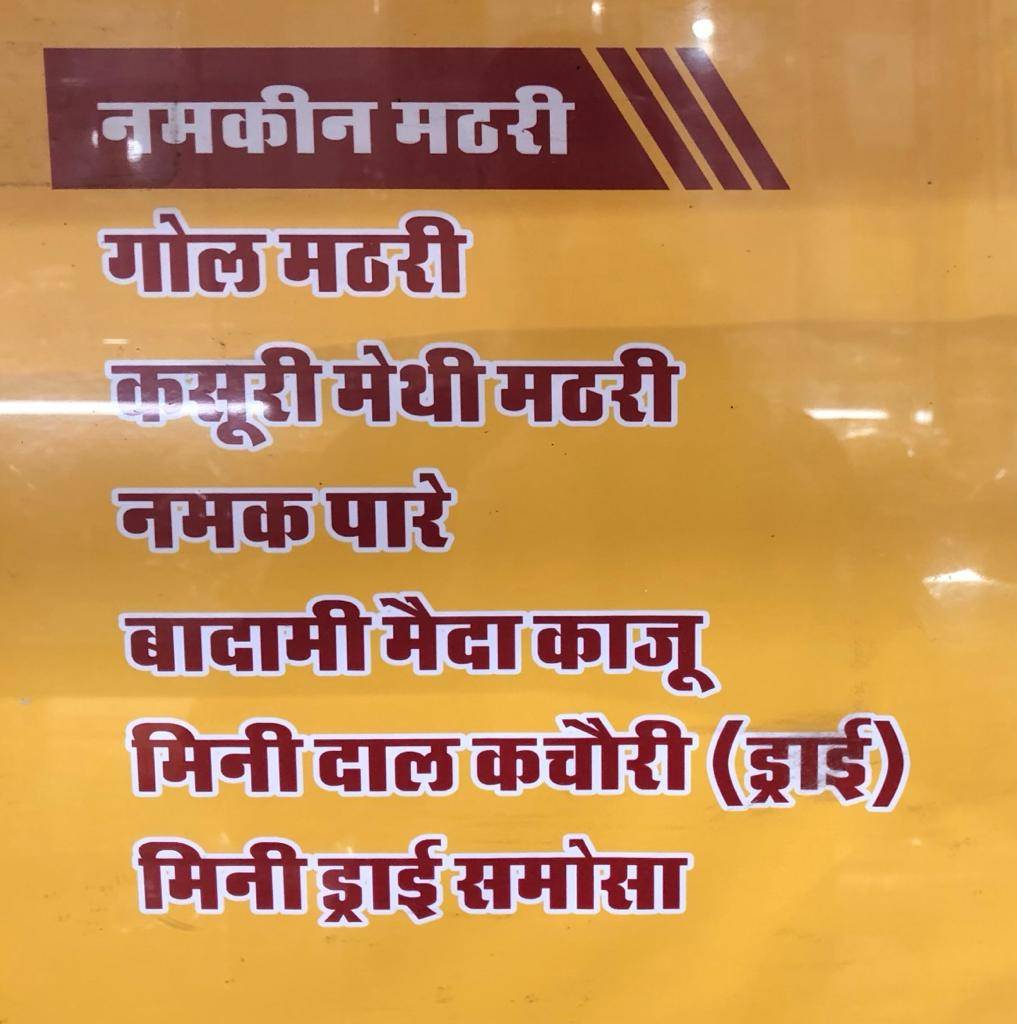 नमकीन मठरी
गोल मठरी
कसूरी मेथी मठरी
नमक पारे
बादामी मैदा काजू
मिनी दाल कचौरी (ड्राई)
मिनी ड्राई समोसा